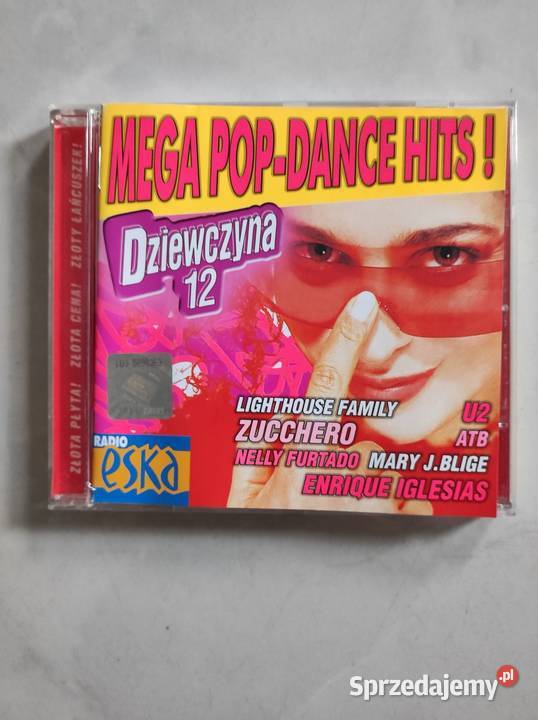 MEGA POP-DANCE HITS !
Dziewczyna
12
ZŁOTA PŁYTA! ZŁOTA CENA! ZŁOTY ŁAŃCUSZEK!
LIGHTHOUSE FAMILY U2
ZUCCHERO ATB
NELLY FURTADO MARY J.BLIGE
ENRIQUE IGLESIAS
RADIO
eska
Sprzedajemy.pl